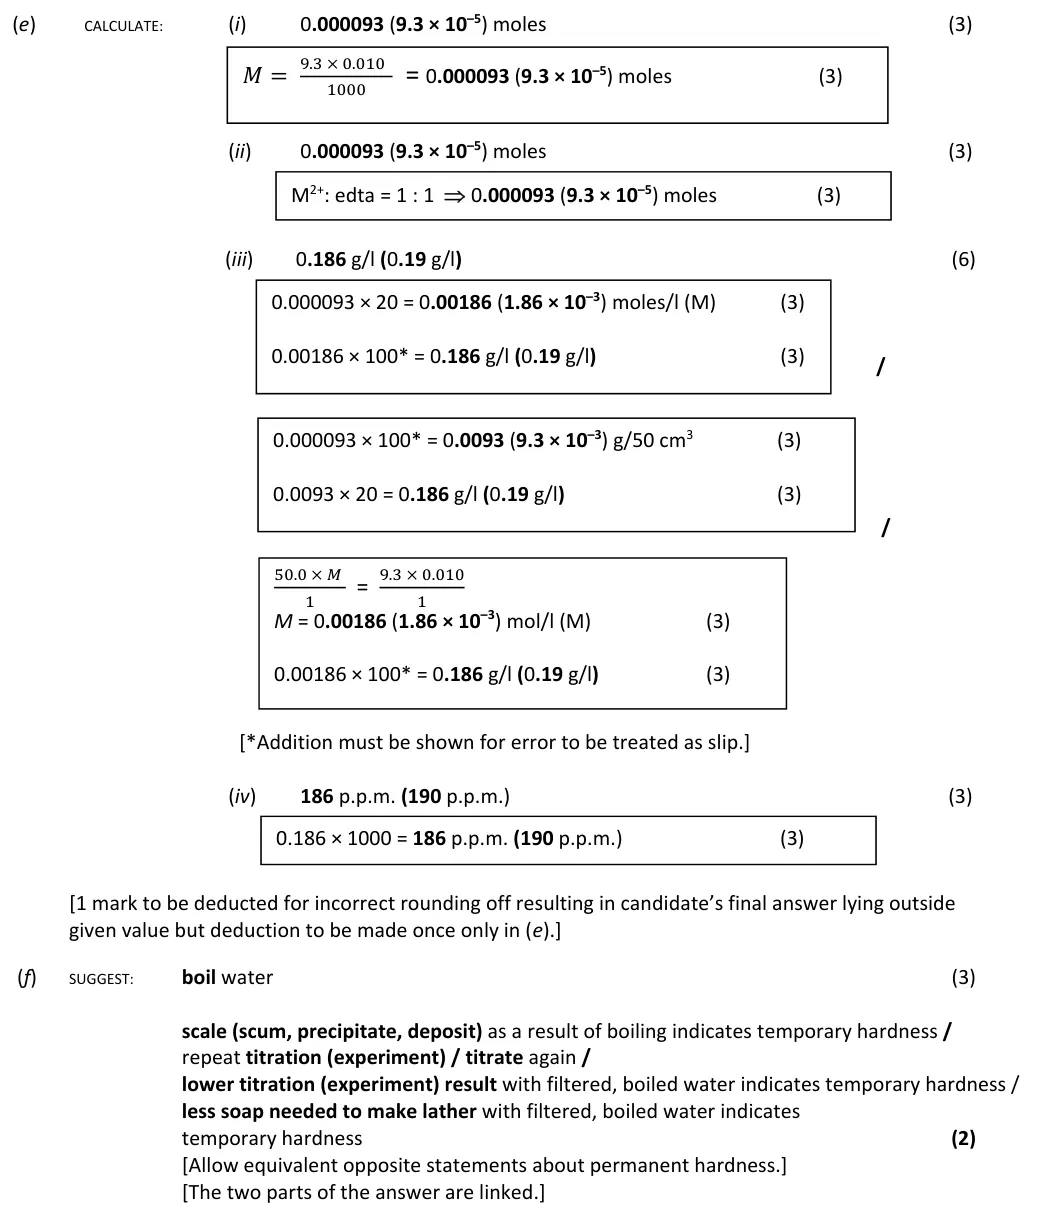 (e) CALCULATE: (i) 0.000093 (9.3 × 10⁻⁵) moles (3)
M = 9.3 × 0.010 / 1000 = 0.000093 (9.3 × 10⁻⁵) moles (3)
(ii) 0.000093 (9.3 × 10⁻⁵) moles (3)
M²⁺: edta = 1 : 1 ⇒ 0.000093 (9.3 × 10⁻⁵) moles (3)
(iii) 0.186 g/l (0.19 g/l) (6)
0.000093 × 20 = 0.00186 (1.86 × 10⁻³) moles/l (M) (3)
0.00186 × 100* = 0.186 g/l (0.19 g/l) (3)
/
0.000093 × 100* = 0.0093 (9.3 × 10⁻³) g/50 cm³ (3)
0.0093 × 20 = 0.186 g/l (0.19 g/l) (3)
/
50.0 × M / 1 = 9.3 × 0.010 / 1
M = 0.00186 (1.86 × 10⁻³) mol/l (M) (3)
0.00186 × 100* = 0.186 g/l (0.19 g/l) (3)
[*Addition must be shown for error to be treated as slip.]
(iv) 186 p.p.m. (190 p.p.m.) (3)
0.186 × 1000 = 186 p.p.m. (190 p.p.m.) (3)
[1 mark to be deducted for incorrect rounding off resulting in candidate’s final answer lying outside
given value but deduction to be made once only in (e).]
(f) SUGGEST: boil water (3)
scale (scum, precipitate, deposit) as a result of boiling indicates temporary hardness /
repeat titration (experiment) / titrate again /
lower titration (experiment) result with filtered, boiled water indicates temporary hardness /
less soap needed to make lather with filtered, boiled water indicates
temporary hardness (2)
[Allow equivalent opposite statements about permanent hardness.]
[The two parts of the answer are linked.]